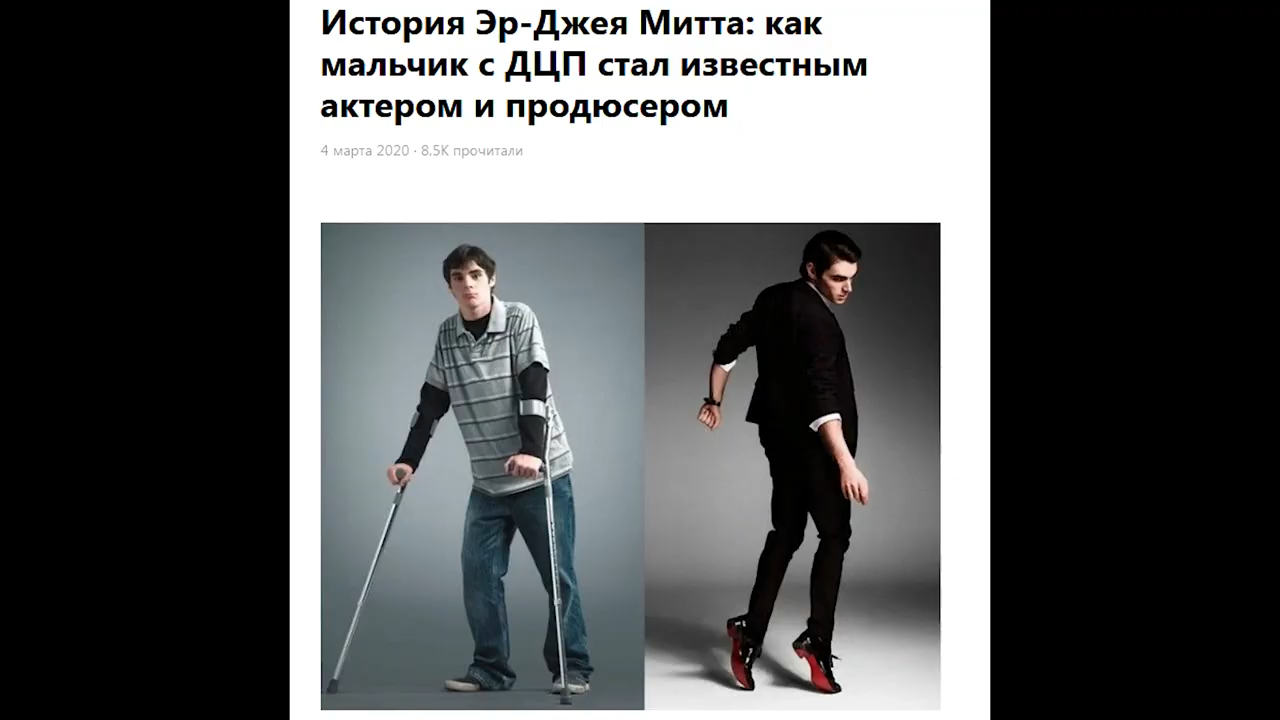 История Эр-Джея Митта: как
мальчик с ДЦП стал известным
актером и продюсером
4 марта 2020 · 8,5K прочитали